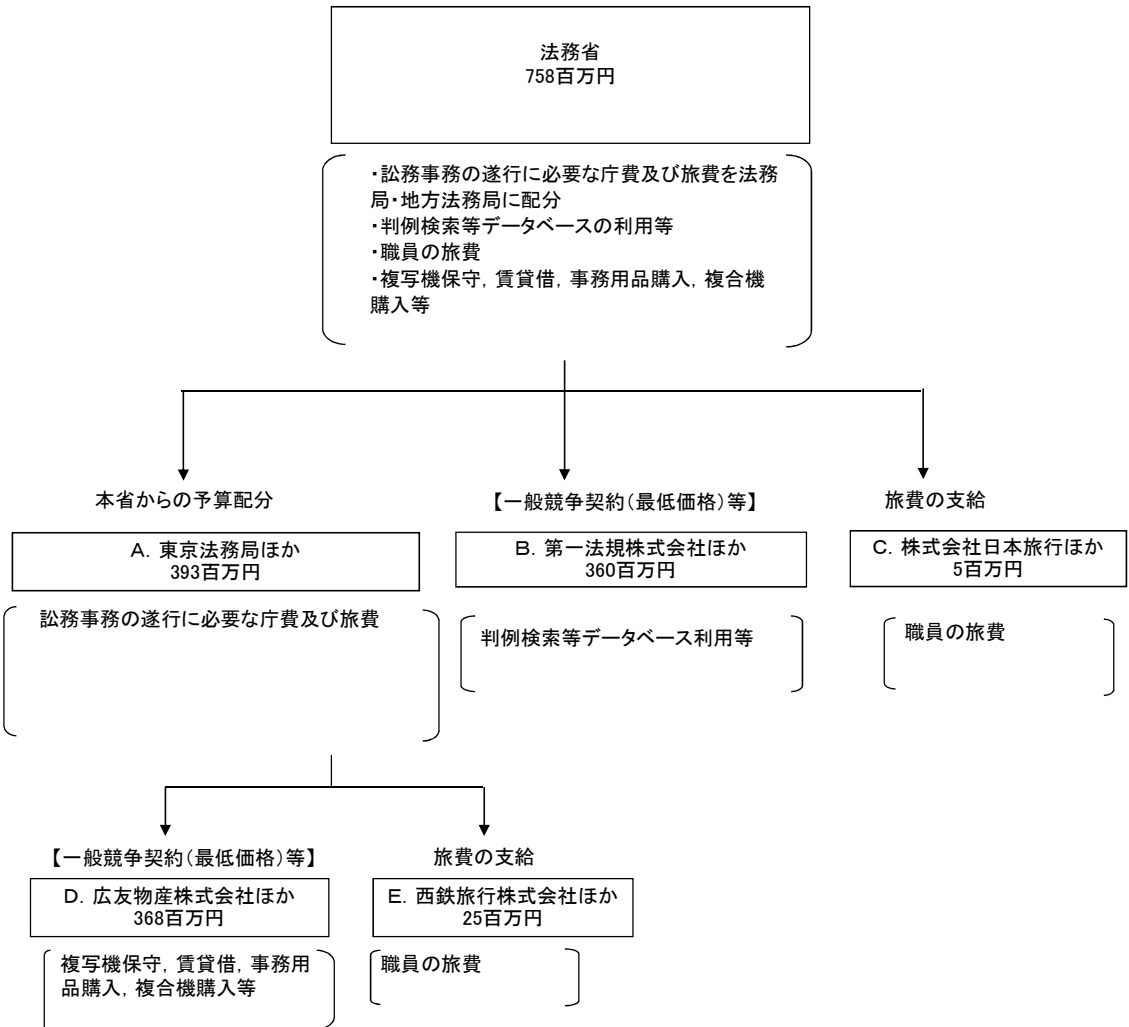 法務省
758百万円
・訟務事務の遂行に必要な庁費及び旅費を法務
局・地方法務局に配分
・判例検索等データベースの利用等
・職員の旅費
・複写機保守，賃貸借，事務用品購入，複合機
購入等
本省からの予算配分
【一般競争契約（最低価格）等】
旅費の支給
Ａ．東京法務局ほか
393百万円
Ｂ．第一法規株式会社ほか
360百万円
Ｃ．株式会社日本旅行ほか
5百万円
訟務事務の遂行に必要な庁費及び旅費
判例検索等データベース利用等
職員の旅費
【一般競争契約（最低価格）等】
旅費の支給
Ｄ．広友物産株式会社ほか
368百万円
Ｅ．西鉄旅行株式会社ほか
25百万円
複写機保守，賃貸借，事務用
品購入，複合機購入等
職員の旅費